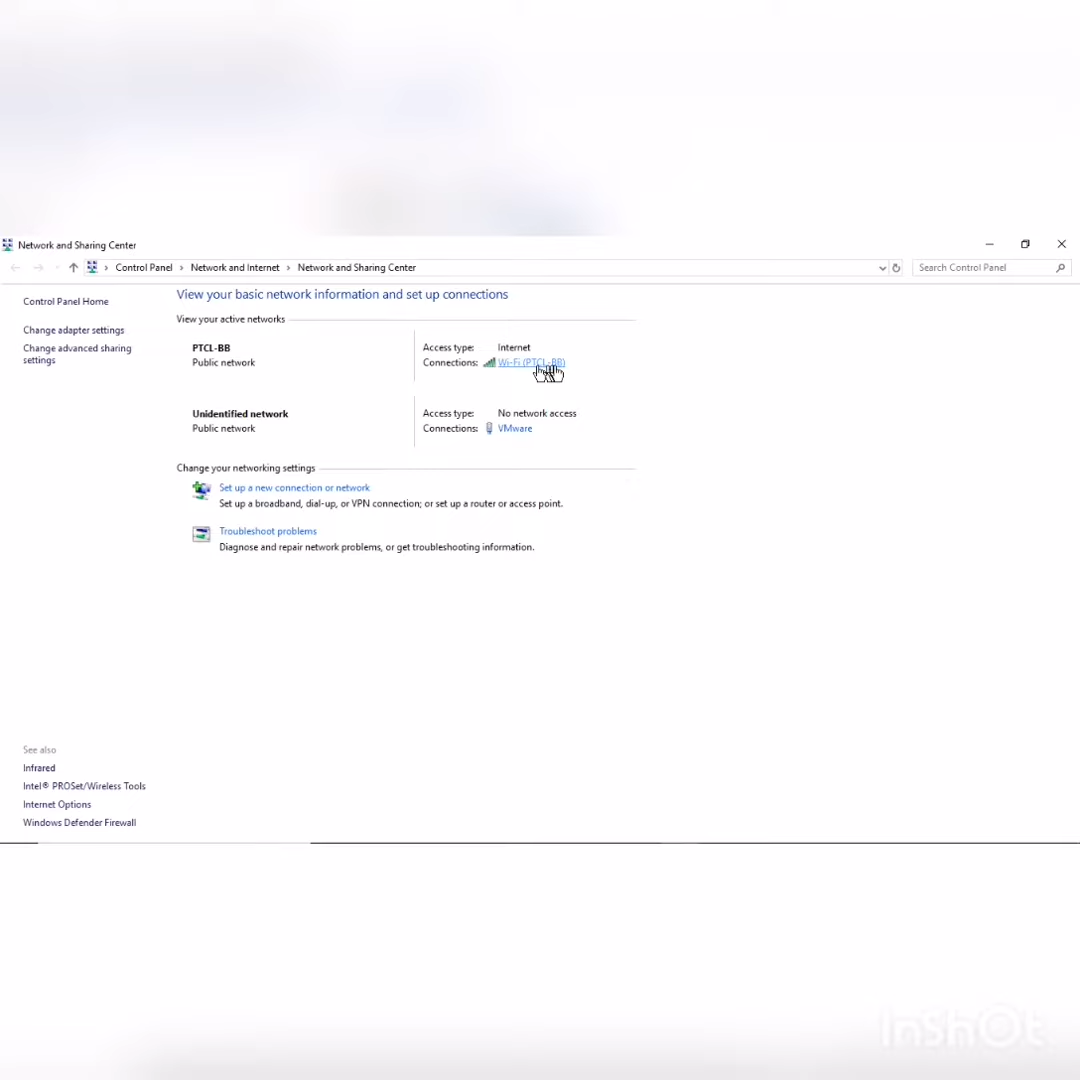 Network and Sharing Center
Control Panel > Network and Internet > Network and Sharing Center
Search Control Panel
Control Panel Home
Change adapter settings
Change advanced sharing
settings
View your basic network information and set up connections
View your active networks
PTCL-BB
Public network
Access type: Internet
Connections: Wi-Fi (PTCL-BB)
Unidentified network
Public network
Access type: No network access
Connections: VMware
Change your networking settings
Set up a new connection or network
Set up a broadband, dial-up, or VPN connection; or set up a router or access point.
Troubleshoot problems
Diagnose and repair network problems, or get troubleshooting information.
See also
Infrared
Intel® PROSet/Wireless Tools
Internet Options
Windows Defender Firewall
InShOt